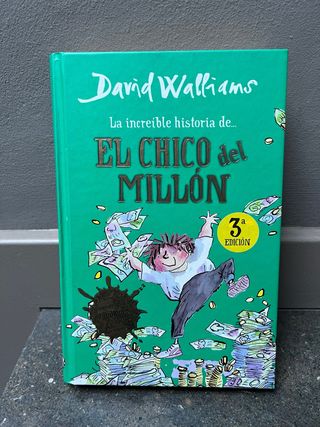 David Walliams
La increíble historia de...
EL CHICO del
MILLÓN
3ª
EDICIÓN